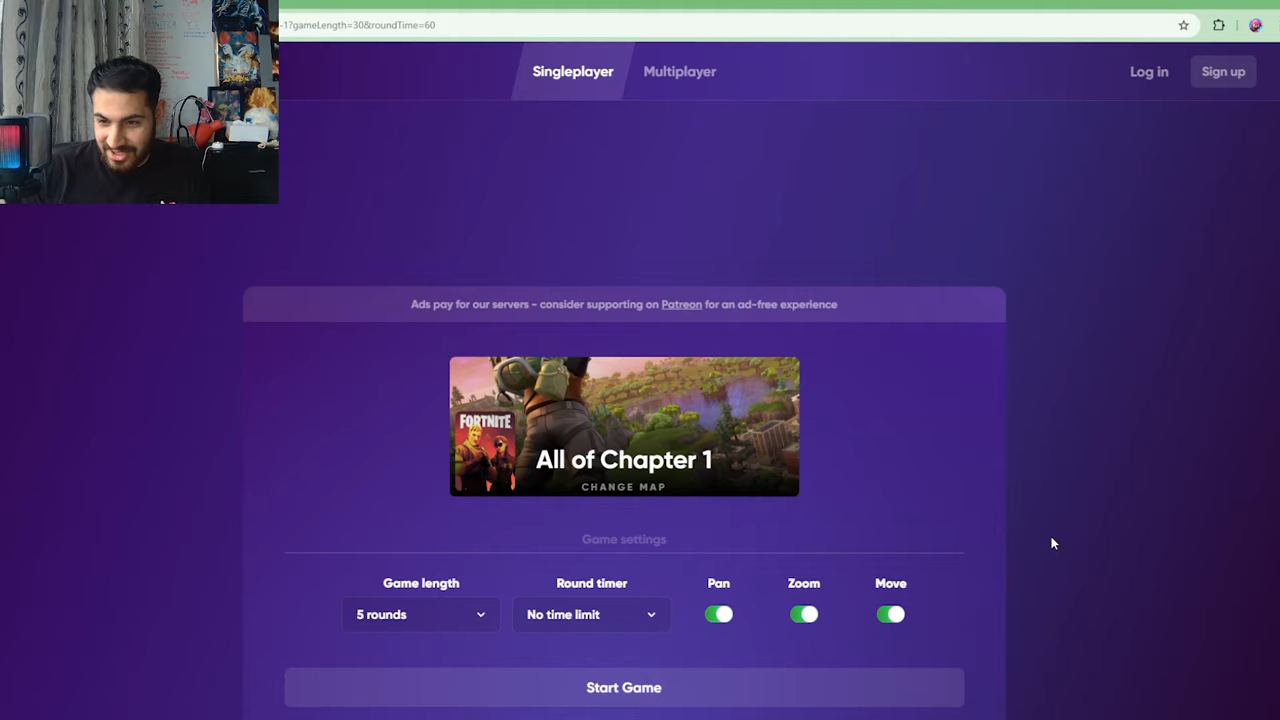 -1?gameLength=30&roundTime=60
Singleplayer
Multiplayer
Log in
Sign up
Ads pay for our servers - consider supporting on Patreon for an ad-free experience
FORTNITE
All of Chapter 1
CHANGE MAP
Game settings
Game length
Round timer
Pan
Zoom
Move
5 rounds
No time limit
Start Game